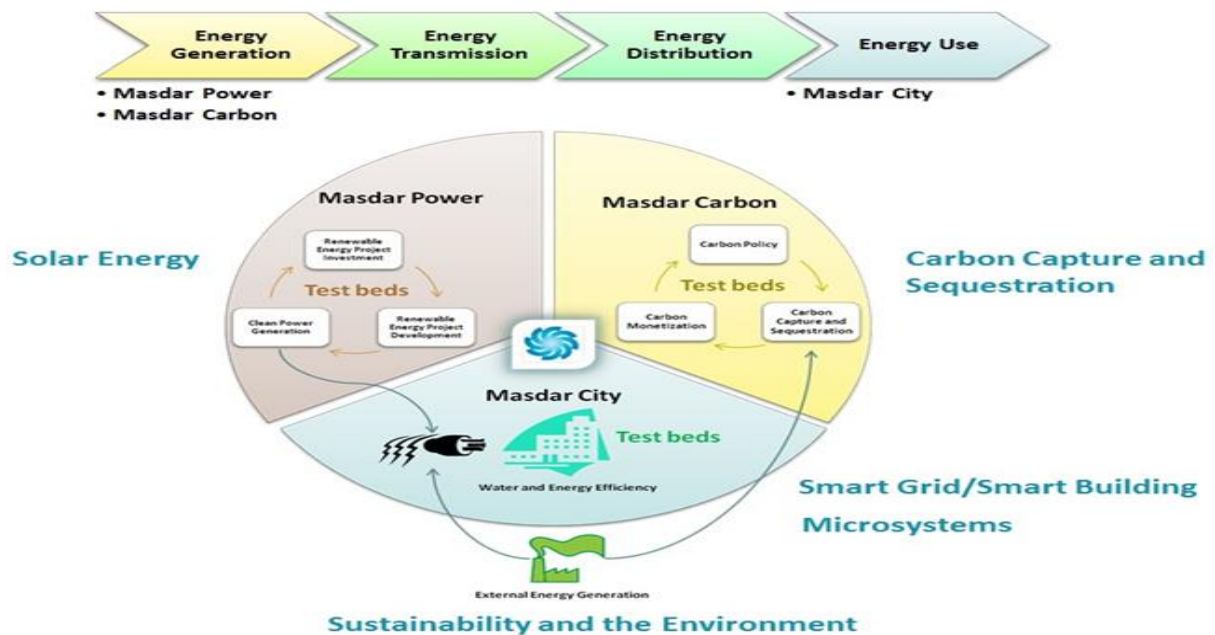 Energy
Generation
Energy
Transmission
Energy
Distribution
Energy Use
• Masdar Power
• Masdar Carbon
• Masdar City
Masdar Power
Masdar Carbon
Solar Energy
Renewable
Energy Project
Investment
Test beds
Clean Power
Generation
Renewable
Energy Project
Development
Carbon Policy
Test beds
Carbon
Monetization
Carbon
Capture and
Sequestration
Carbon Capture and
Sequestration
Masdar City
Test beds
Water and Energy Efficiency
Smart Grid/Smart Building
Microsystems
External Energy Generation
Sustainability and the Environment